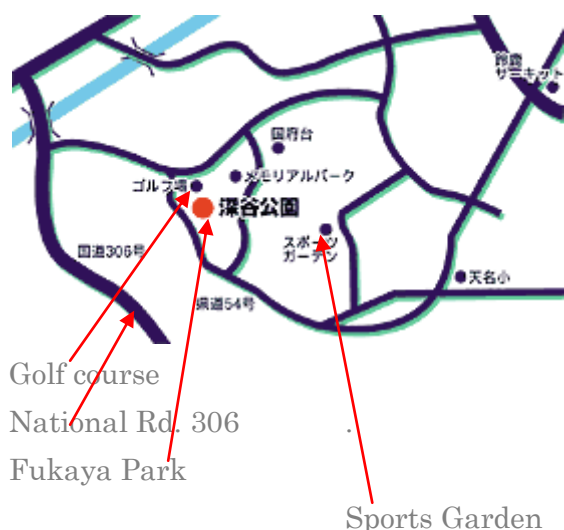 鈴鹿
サーキット
国府台
メモリアルパーク
ゴルフ場
深谷公園
スポーツ
ガーデン
国道306号
天名小
県道54号
Golf course
National Rd. 306 .
Fukaya Park
Sports Garden